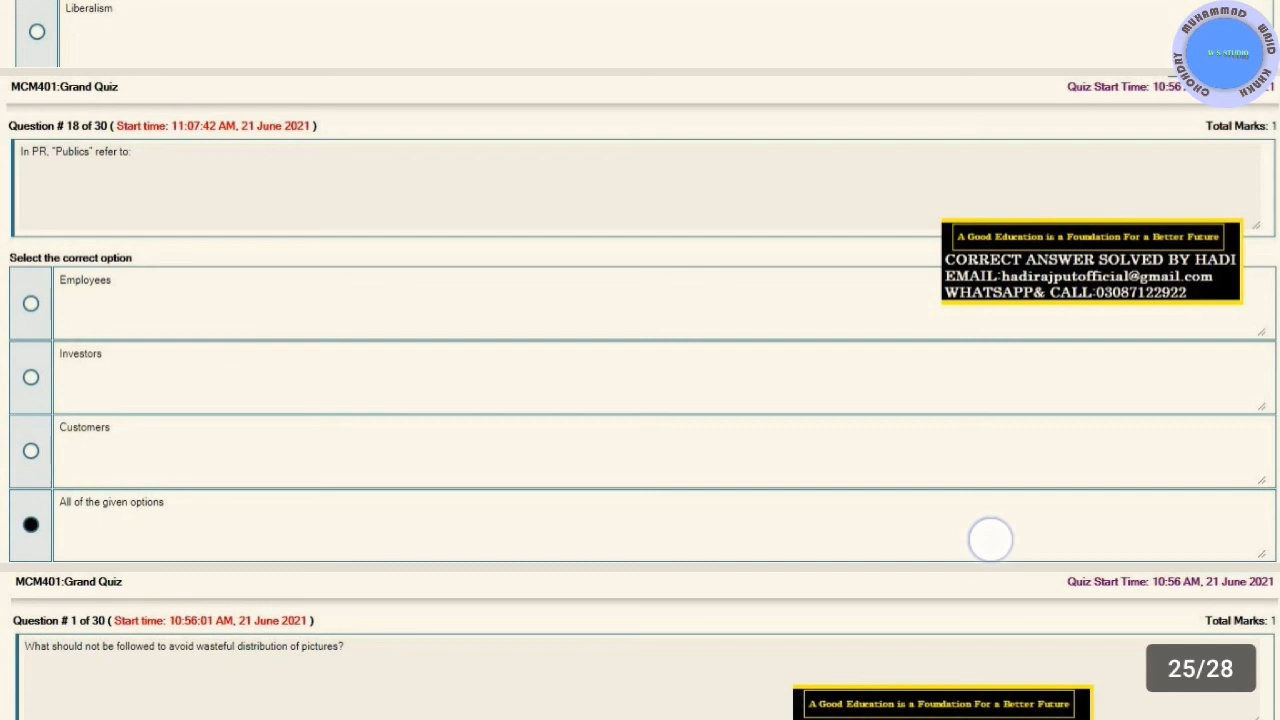 Liberalism
MUHAMMAD WAJID
W S STUDIO
MCM401:Grand Quiz
Quiz Start Time: 10:56
1
Question # 18 of 30 ( Start time: 11:07:42 AM, 21 June 2021 )
Total Marks: 1
In PR, "Publics" refer to:
A Good Education is a Foundation For a Better Future
CORRECT ANSWER SOLVED BY HADI
EMAIL:hadirajputofficial@gmail.com
WHATSAPP& CALL:03087122922
Select the correct option
Employees
Investors
Customers
All of the given options
MCM401:Grand Quiz
Quiz Start Time: 10:56 AM, 21 June 2021
Question # 1 of 30 ( Start time: 10:56:01 AM, 21 June 2021 )
Total Marks: 1
What should not be followed to avoid wasteful distribution of pictures?
25/28
A Good Education is a Foundation For a Better Future